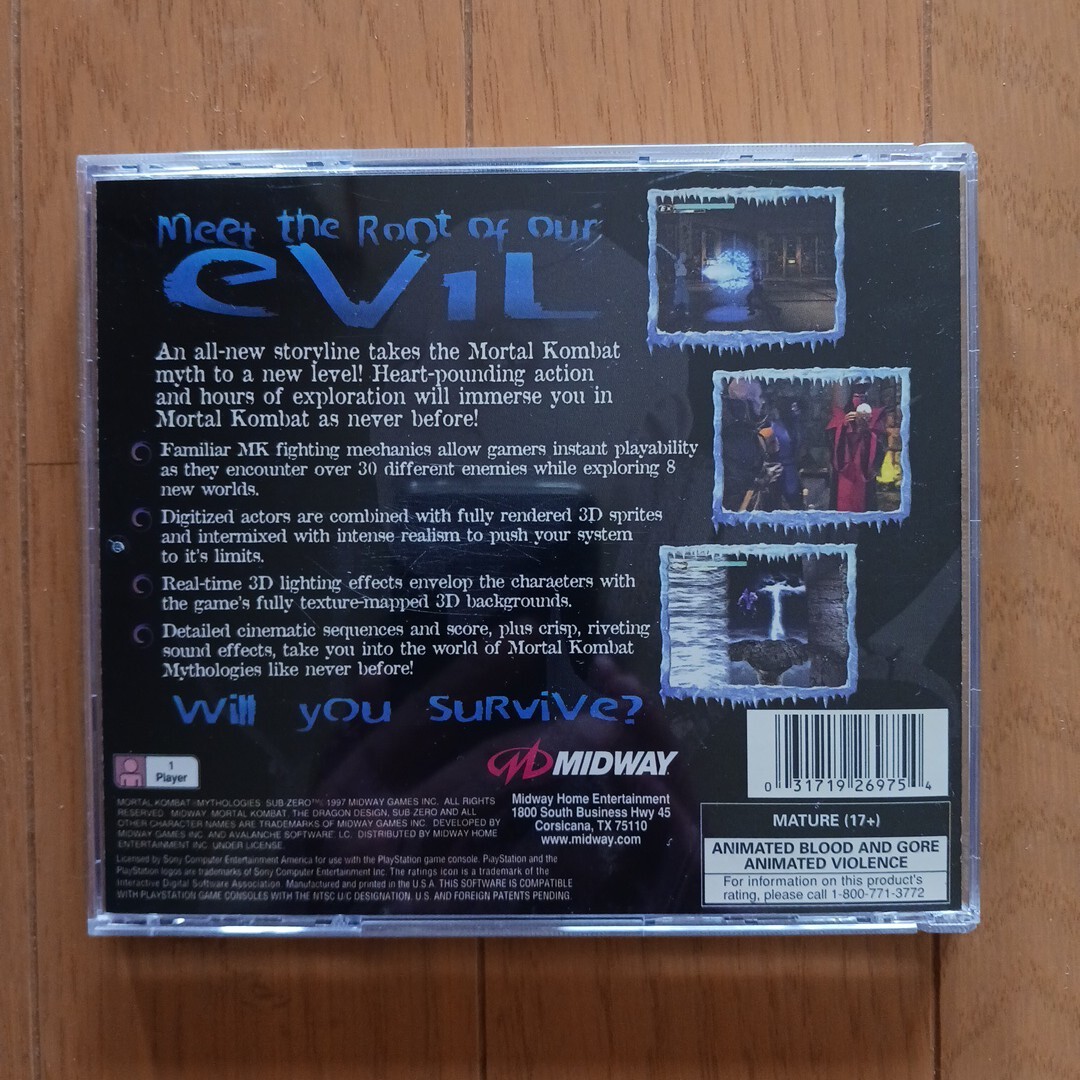 Meet the Root of our
eVıL
An all-new storyline takes the Mortal Kombat
myth to a new level! Heart-pounding action
and hours of exploration will immerse you in
Mortal Kombat as never before!
Familiar MK fighting mechanics allow gamers instant playability
as they encounter over 30 different enemies while exploring 8
new worlds.
Digitized actors are combined with fully rendered 3D sprites
and intermixed with intense realism to push your system
to it's limits.
Real-time 3D lighting effects envelop the characters with
the game's fully texture-mapped 3D backgrounds.
Detailed cinematic sequences and score, plus crisp, riveting
sound effects, take you into the world of Mortal Kombat
Mythologies like never before!
Will you suRviVe?
1
Player
MIDWAY
Midway Home Entertainment
1800 South Business Hwy 45
Corsicana, TX 75110
www.midway.com
MORTAL KOMBAT MYTHOLOGIES: SUB-ZERO™: 1997 MIDWAY GAMES INC. ALL RIGHTS
RESERVED. MIDWAY, MORTAL KOMBAT, THE DRAGON DESIGN, SUB ZERO AND ALL
OTHER CHARACTER NAMES ARE TRADEMARKS OF MIDWAY GAMES INC. DEVELOPED BY
MIDWAY GAMES INC. AND AVALANCHE SOFTWARE, LC. DISTRIBUTED BY MIDWAY HOME
ENTERTAINMENT INC. UNDER LICENSE.
Licensed by Sony Computer Entertainment America for use with the PlayStation game console. PlayStation and the
PlayStation logos are trademarks of Sony Computer Entertainment Inc. The ratings icon is a trademark of the
Interactive Digital Software Association. Manufactured and printed in the U.S.A. THIS SOFTWARE IS COMPATIBLE
WITH PLAYSTATION GAME CONSOLES WITH THE NTSC U/C DESIGNATION. U.S. AND FOREIGN PATENTS PENDING.
0 31719 26975 4
MATURE (17+)
ANIMATED BLOOD AND GORE
ANIMATED VIOLENCE
For information on this product's
rating, please call 1-800-771-3772